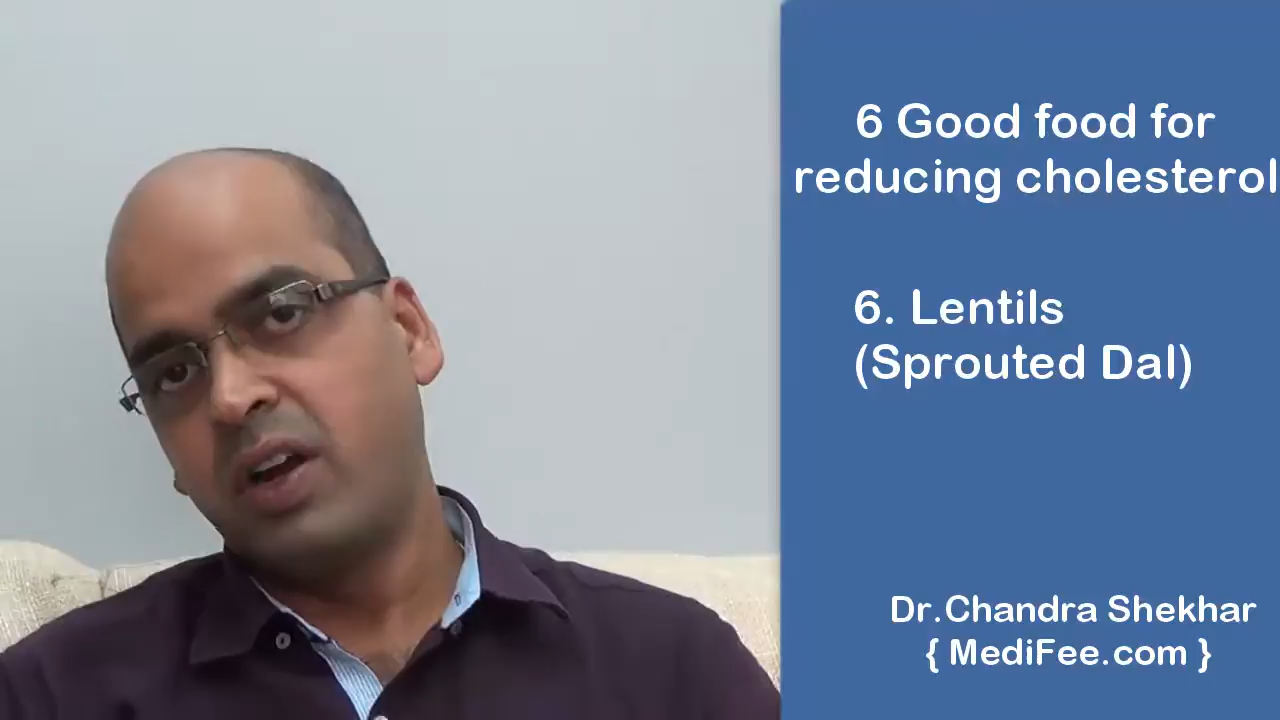 6 Good food for
reducing cholesterol
6. Lentils
(Sprouted Dal)
Dr.Chandra Shekhar
{ MediFee.com }